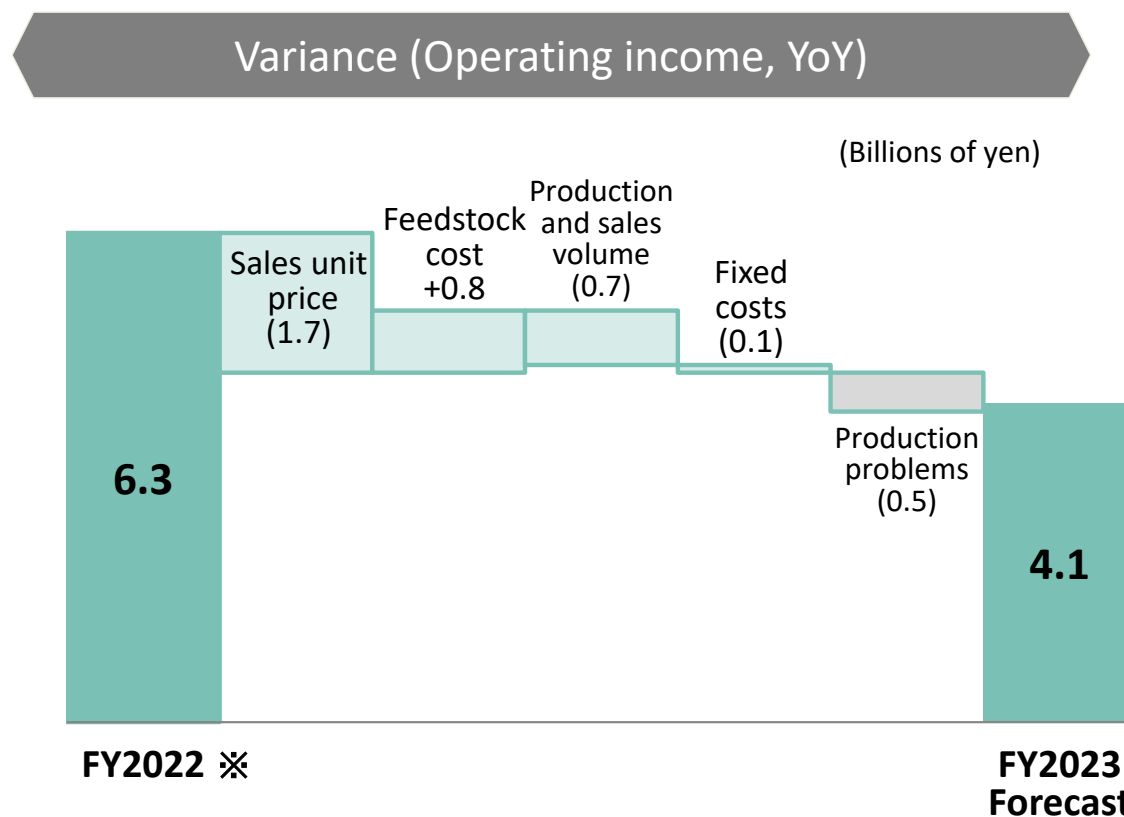 Variance (Operating income, YoY)
(Billions of yen)
Sales unit
price
(1.7)
Feedstock
cost
+0.8
Production
and sales
volume
(0.7)
Fixed
costs
(0.1)
Production
problems
(0.5)
6.3
4.1
FY2022 ※
FY2023
Forecast